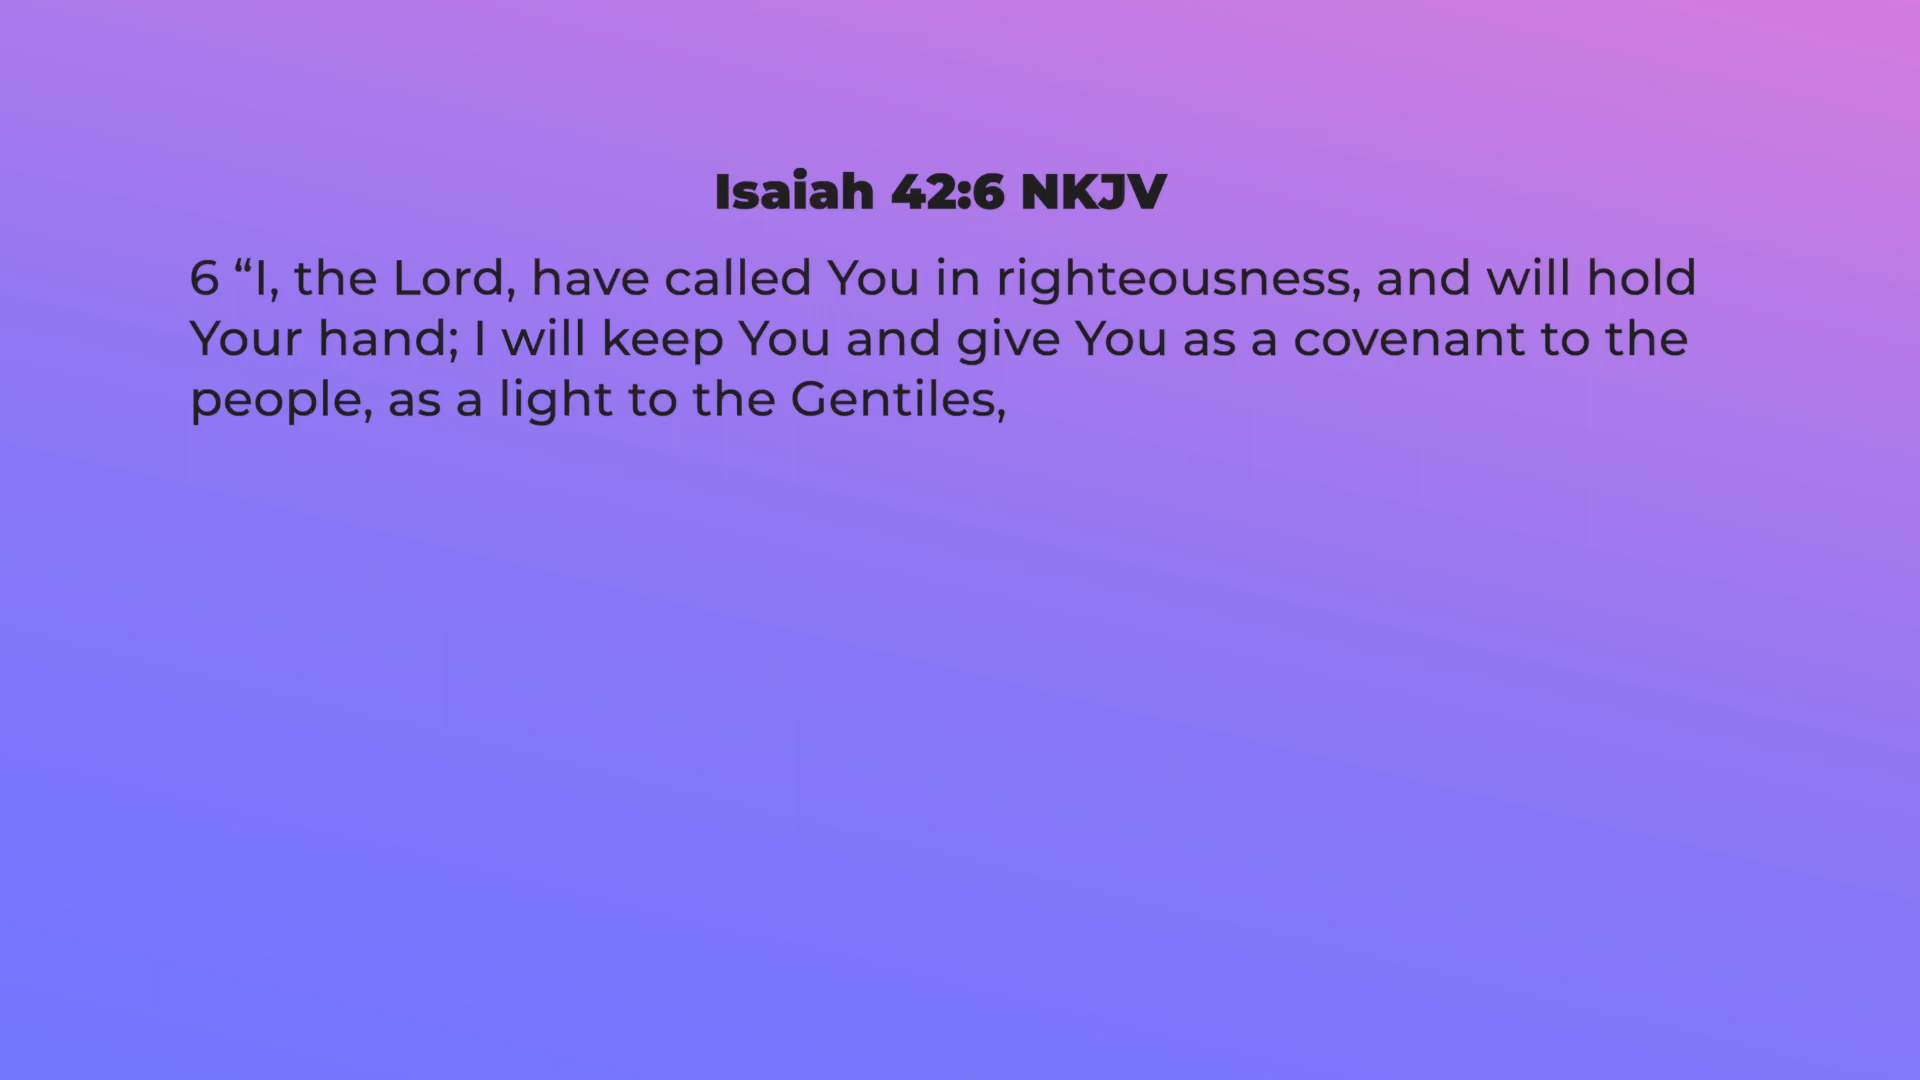 Isaiah 42:6 NKJV
6 “I, the Lord, have called You in righteousness, and will hold
Your hand; I will keep You and give You as a covenant to the
people, as a light to the Gentiles,